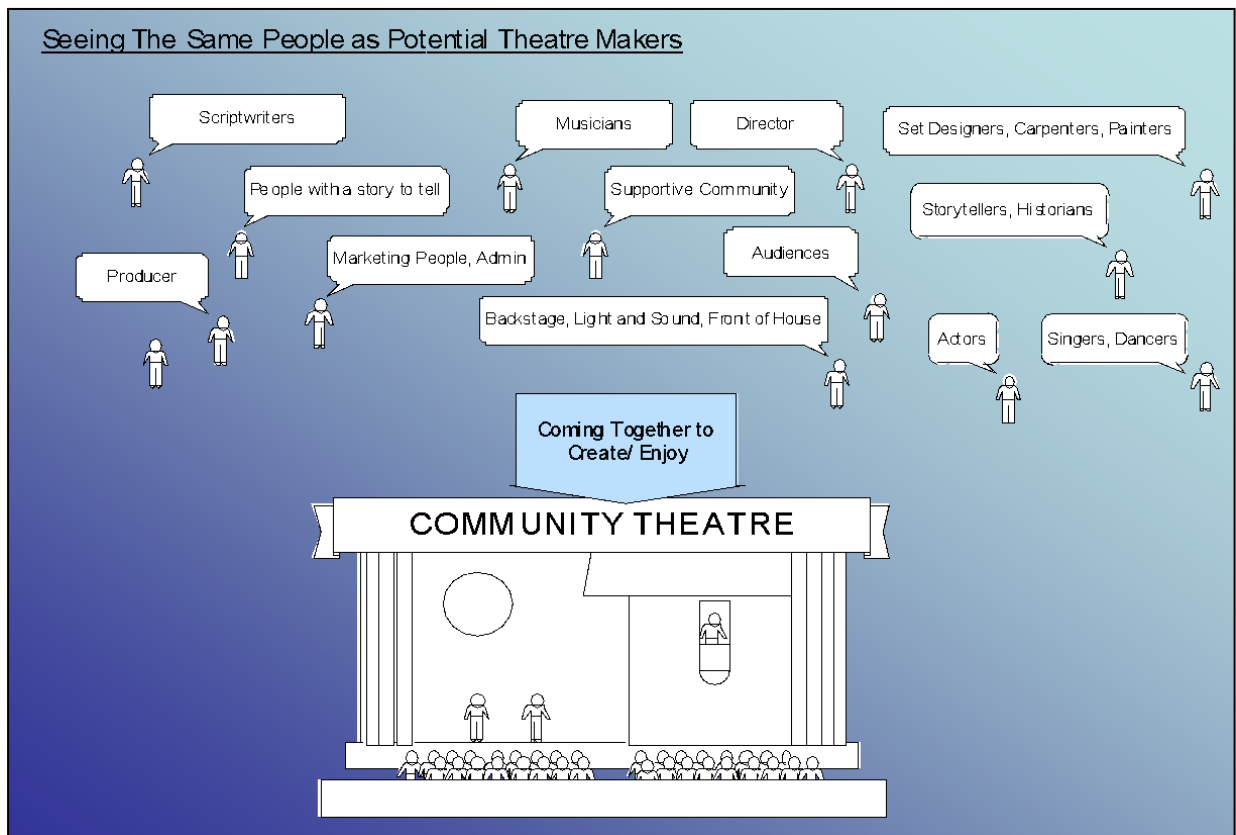 Seeing The Same People as Potential Theatre Makers
Scriptwriters
Musicians
Director
Set Designers, Carpenters, Painters
People with a story to tell
Supportive Community
Storytellers, Historians
Marketing People, Admin
Audiences
Producer
Backstage, Light and Sound, Front of House
Actors
Singers, Dancers
Coming Together to
Create/ Enjoy
COMMUNITY THEATRE